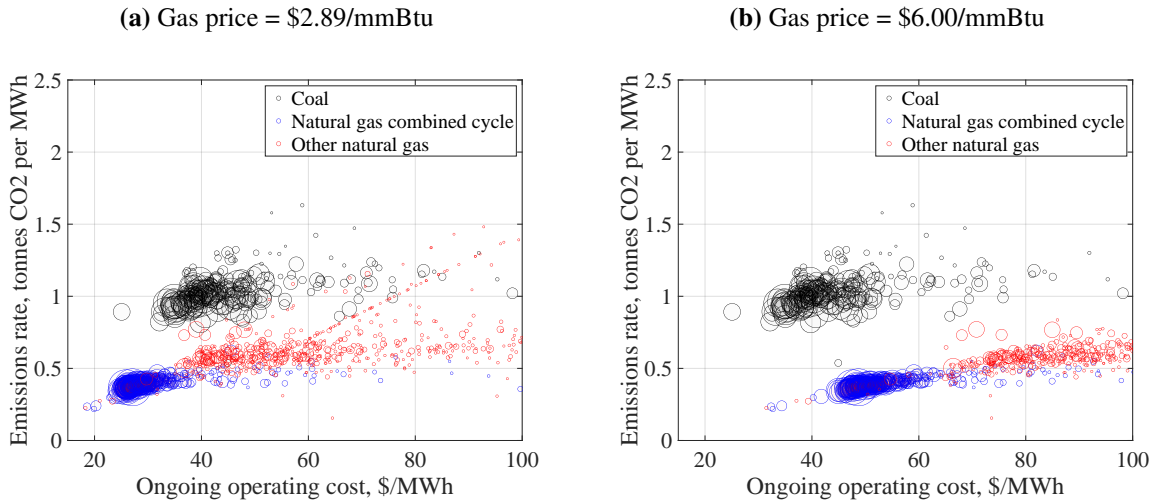 (a) Gas price = $2.89/mmBtu
Emissions rate, tonnes CO2 per MWh
2.5
2
1.5
1
0.5
0
20 40 60 80 100
Ongoing operating cost, $/MWh
Coal
Natural gas combined cycle
Other natural gas
(b) Gas price = $6.00/mmBtu
Emissions rate, tonnes CO2 per MWh
2.5
2
1.5
1
0.5
0
20 40 60 80 100
Ongoing operating cost, $/MWh
Coal
Natural gas combined cycle
Other natural gas